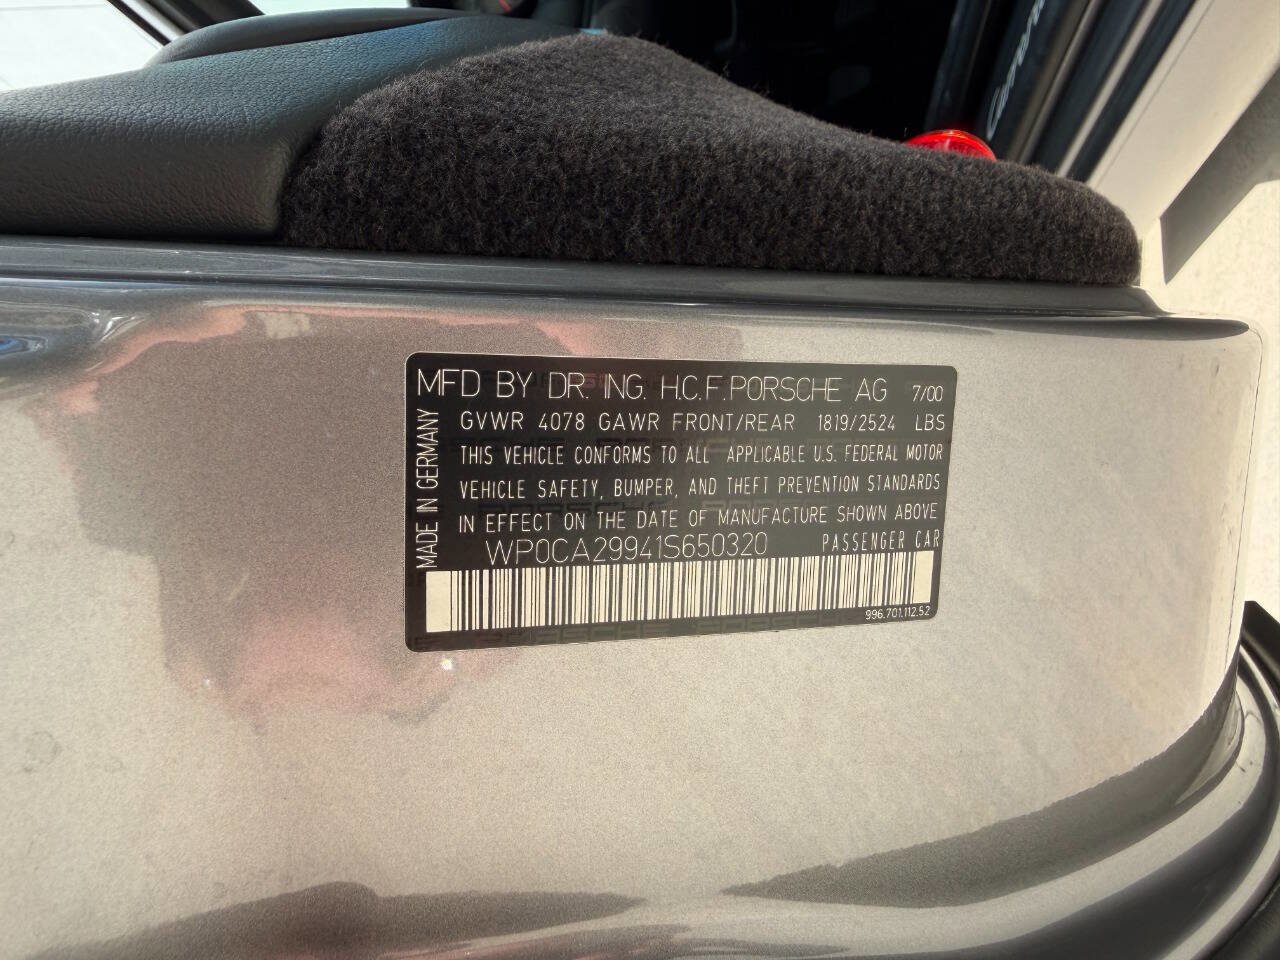 MFD BY DR. ING. H.C.F. PORSCHE AG 7/00
GVWR 4078 GAWR FRONT/REAR 1819/2524 LBS
THIS VEHICLE CONFORMS TO ALL APPLICABLE U.S. FEDERAL MOTOR
VEHICLE SAFETY, BUMPER, AND THEFT PREVENTION STANDARDS
IN EFFECT ON THE DATE OF MANUFACTURE SHOWN ABOVE
WP0CA29941S650320 PASSENGER CAR
996.701.112.52
MADE IN GERMANY